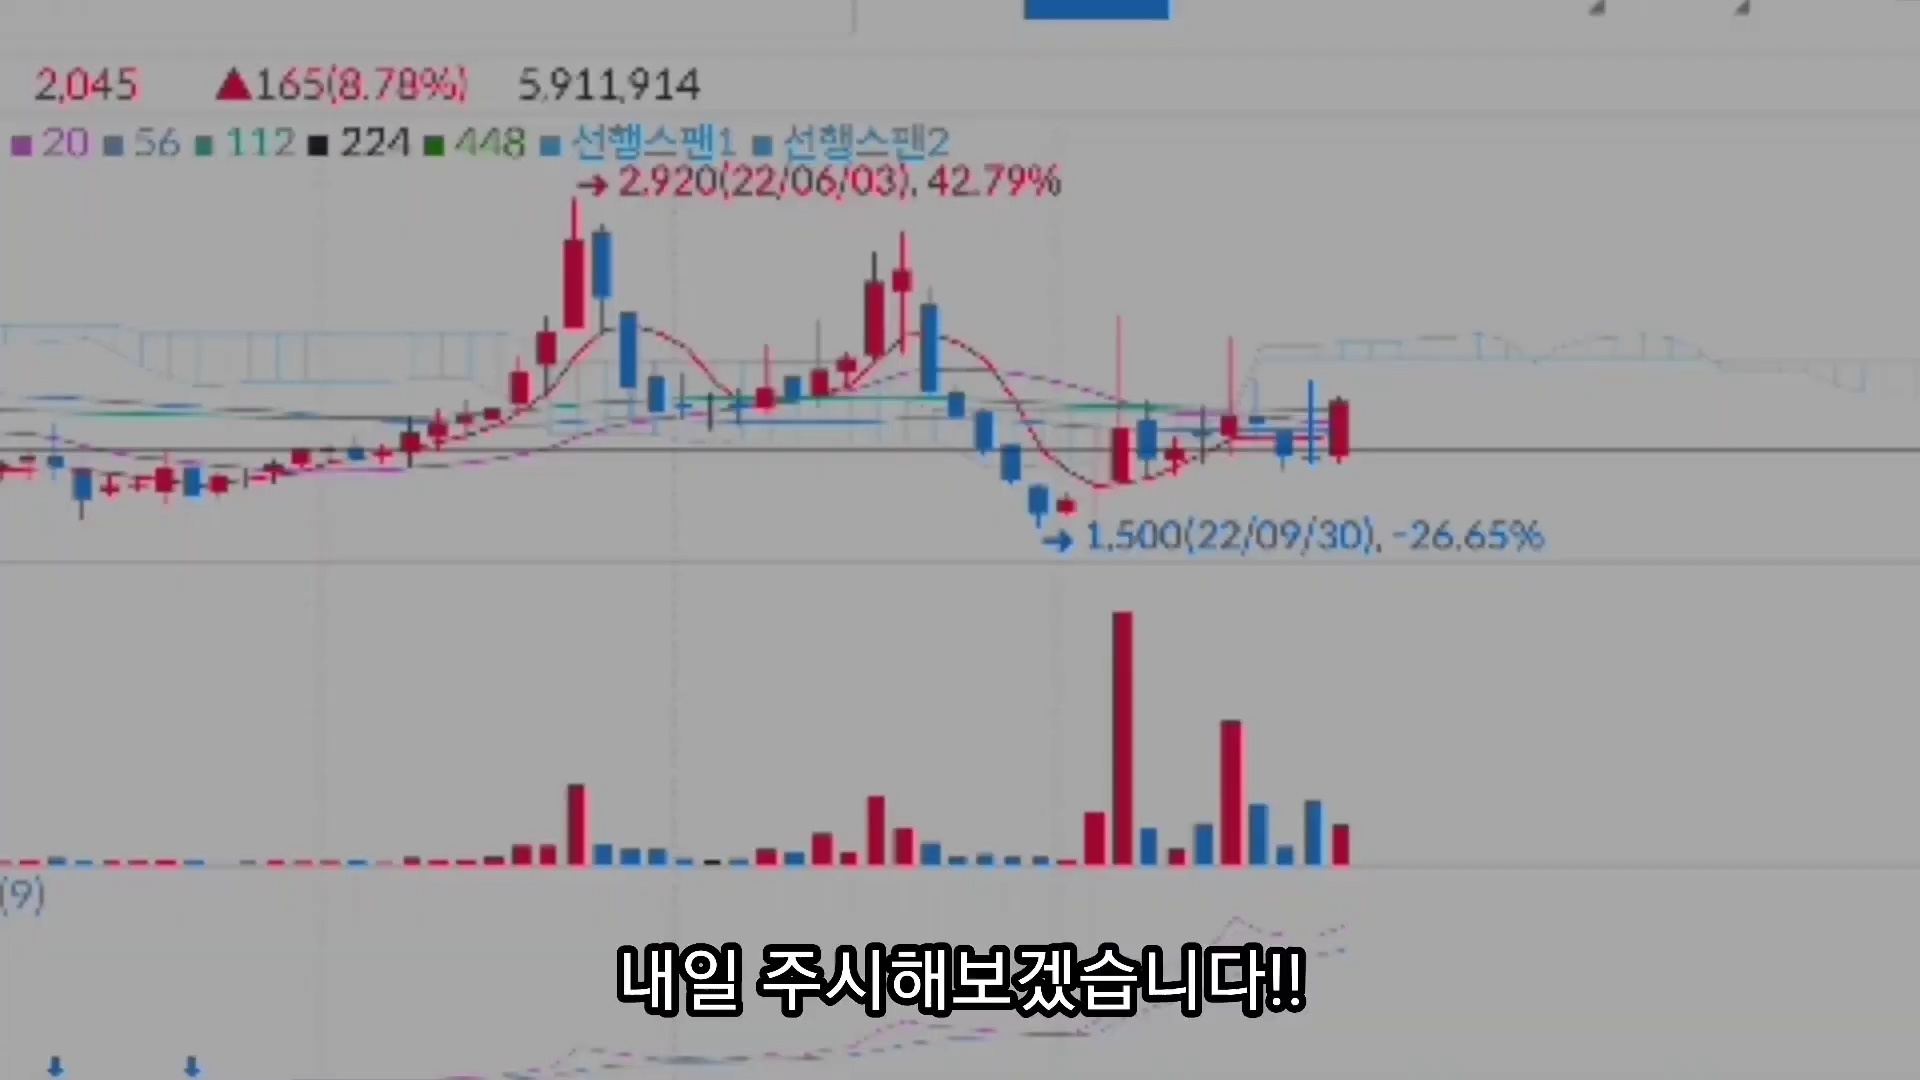 2,045 ▲165(8.78%) 5,911,914
20 56 112 224 448 선행스팬1 선행스팬2
→ 2,920(22/06/03), 42.79%
→ 1,500(22/09/30), -26.65%
(9)
내일 주시해보겠습니다!!